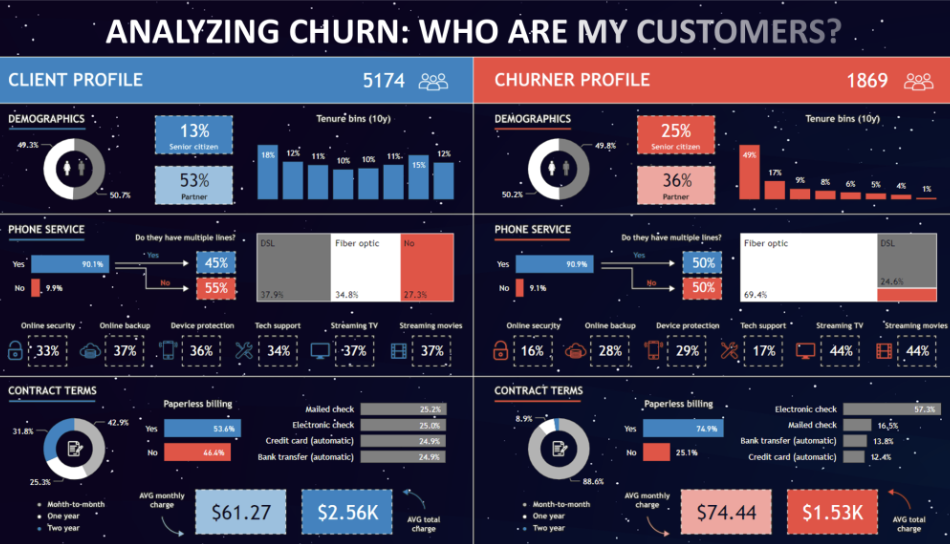 ANALYZING CHURN: WHO ARE MY CUSTOMERS?
CLIENT PROFILE 5174
DEMOGRAPHICS
49.3%
50.7%
13%
Senior citizen
53%
Partner
Tenure bins (10y)
18% 12% 11% 10% 10% 11% 15% 12%
PHONE SERVICE
Do they have multiple lines?
Yes 90.1%
No 9.9%
Yes 45%
No 55%
DSL Fiber optic No
37.9% 34.8% 27.3%
Online security Online backup Device protection Tech support Streaming TV Streaming movies
33% 37% 36% 34% 37% 37%
CONTRACT TERMS
31.8%
42.9%
25.3%
Month-to-month
One year
Two year
Paperless billing
Yes 53.6%
No 46.4%
Mailed check 25.2%
Electronic check 25.0%
Credit card (automatic) 24.9%
Bank transfer (automatic) 24.9%
AVG monthly
charge
$61.27
$2.56K
AVG total
charge
CHURNER PROFILE 1869
DEMOGRAPHICS
49.8%
50.2%
25%
Senior citizen
36%
Partner
Tenure bins (10y)
49% 17% 9% 8% 6% 5% 4% 1%
PHONE SERVICE
Do they have multiple lines?
Yes 90.9%
No 9.1%
Yes 50%
No 50%
Fiber optic DSL
69.4% 24.6%
Online security Online backup Device protection Tech support Streaming TV Streaming movies
16% 28% 29% 17% 44% 44%
CONTRACT TERMS
8.9%
88.6%
Month-to-month
One year
Two year
Paperless billing
Yes 74.9%
No 25.1%
Electronic check 57.3%
Mailed check 16.5%
Bank transfer (automatic) 13.8%
Credit card (automatic) 12.4%
AVG monthly
charge
$74.44
$1.53K
AVG total
charge